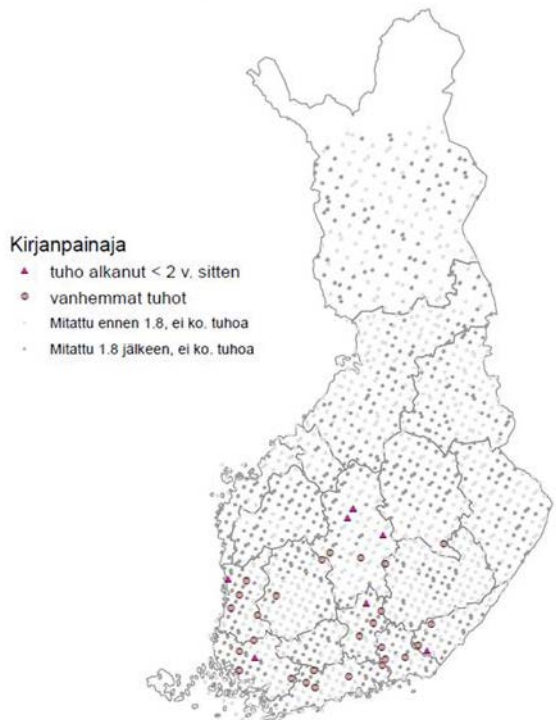 Kirjanpainaja
tuho alkanut < 2 v. sitten
vanhemmat tuhot
Mitattu ennen 1.8, ei ko. tuhoa
Mitattu 1.8 jälkeen, ei ko. tuhoa